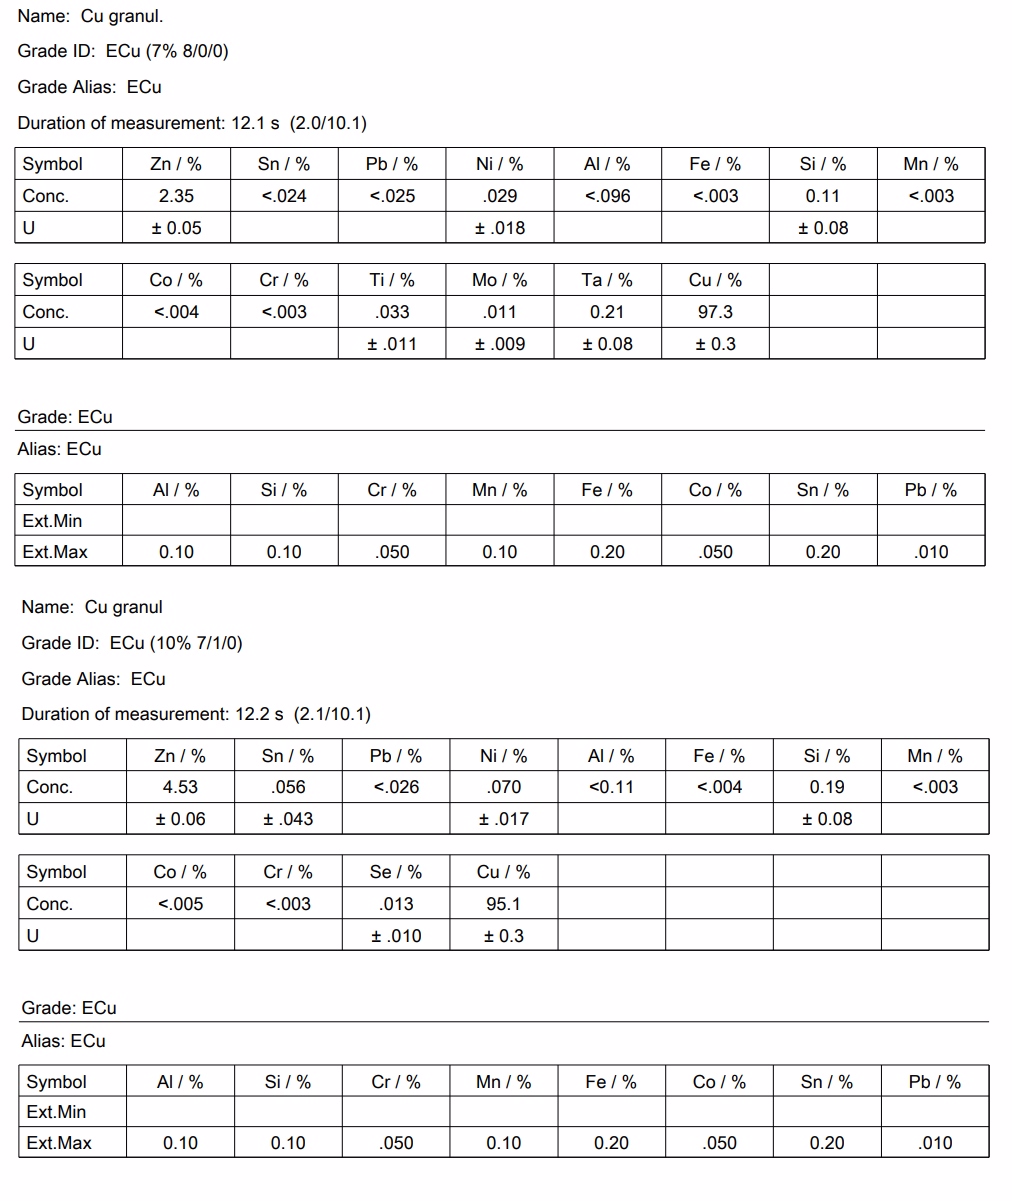 Name: Cu granul.
Grade ID: ECu (7% 8/0/0)
Grade Alias: ECu
Duration of measurement: 12.1 s (2.0/10.1)
Symbol Zn / % Sn / % Pb / % Ni / % Al / % Fe / % Si / % Mn / %
Conc. 2.35 <.024 <.025 .029 <.096 <.003 0.11 <.003
U ± 0.05 ± .018 ± 0.08
Symbol Co / % Cr / % Ti / % Mo / % Ta / % Cu / %
Conc. <.004 <.003 .033 .011 0.21 97.3
U ± .011 ± .009 ± 0.08 ± 0.3
Grade: ECu
Alias: ECu
Symbol Al / % Si / % Cr / % Mn / % Fe / % Co / % Sn / % Pb / %
Ext.Min
Ext.Max 0.10 0.10 .050 0.10 0.20 .050 0.20 .010
Name: Cu granul
Grade ID: ECu (10% 7/1/0)
Grade Alias: ECu
Duration of measurement: 12.2 s (2.1/10.1)
Symbol Zn / % Sn / % Pb / % Ni / % Al / % Fe / % Si / % Mn / %
Conc. 4.53 .056 <.026 .070 <0.11 <.004 0.19 <.003
U ± 0.06 ± .043 ± .017 ± 0.08
Symbol Co / % Cr / % Se / % Cu / %
Conc. <.005 <.003 .013 95.1
U ± .010 ± 0.3
Grade: ECu
Alias: ECu
Symbol Al / % Si / % Cr / % Mn / % Fe / % Co / % Sn / % Pb / %
Ext.Min
Ext.Max 0.10 0.10 .050 0.10 0.20 .050 0.20 .010